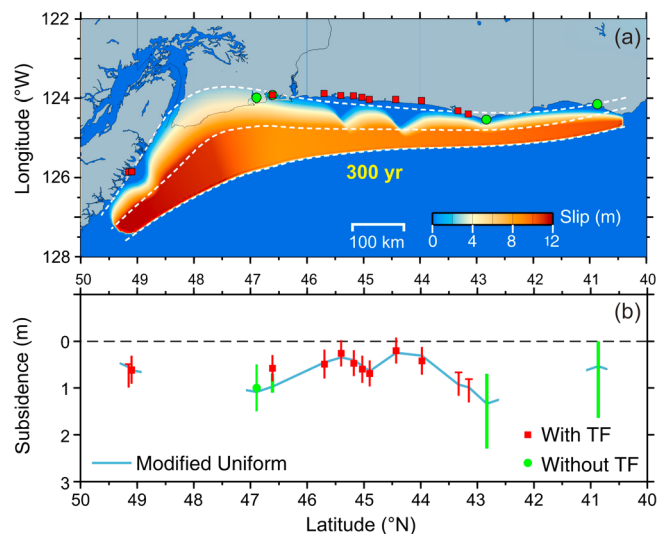 122
(a)
Longitude (°W)
124
126
300 yr
Slip (m)
100 km
0 4 8 12
128
50 49 48 47 46 45 44 43 42 41 40
(b)
Subsidence (m)
0
1
2
With TF
Modified Uniform
Without TF
3
50 49 48 47 46 45 44 43 42 41 40
Latitude (°N)